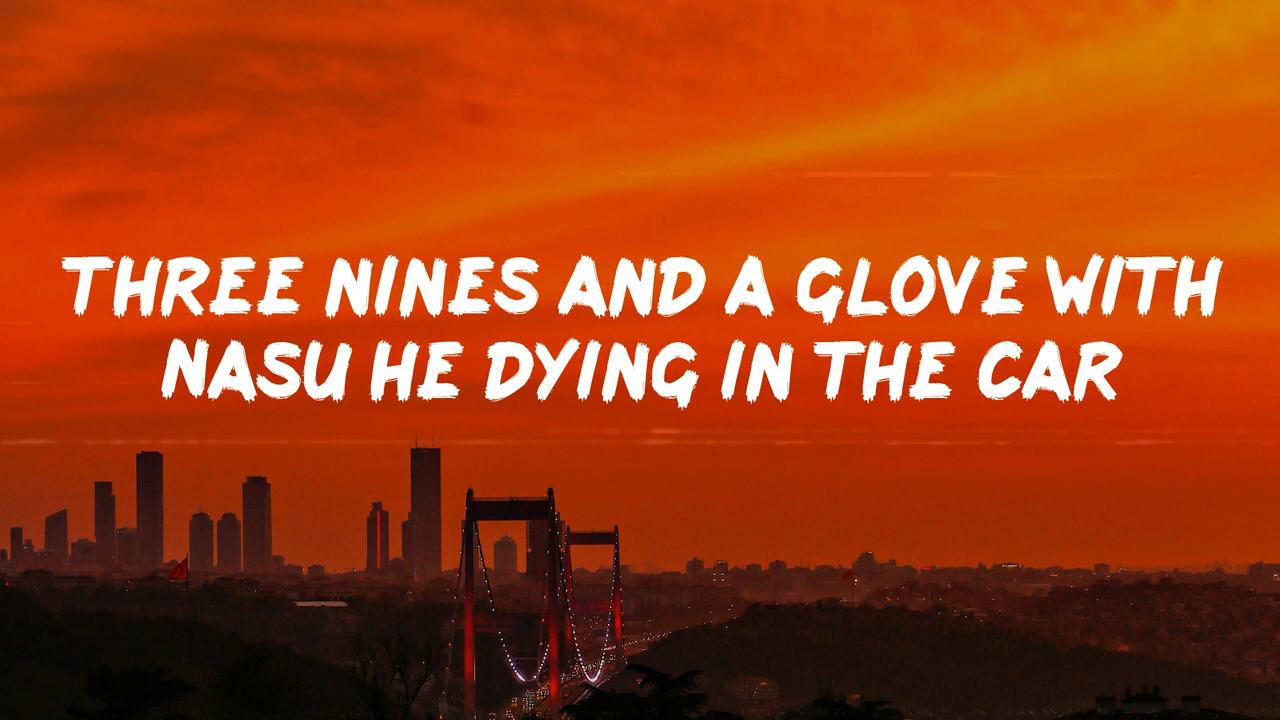 THREE NINES AND A GLOVE WITH
NASU HE DYING IN THE CAR